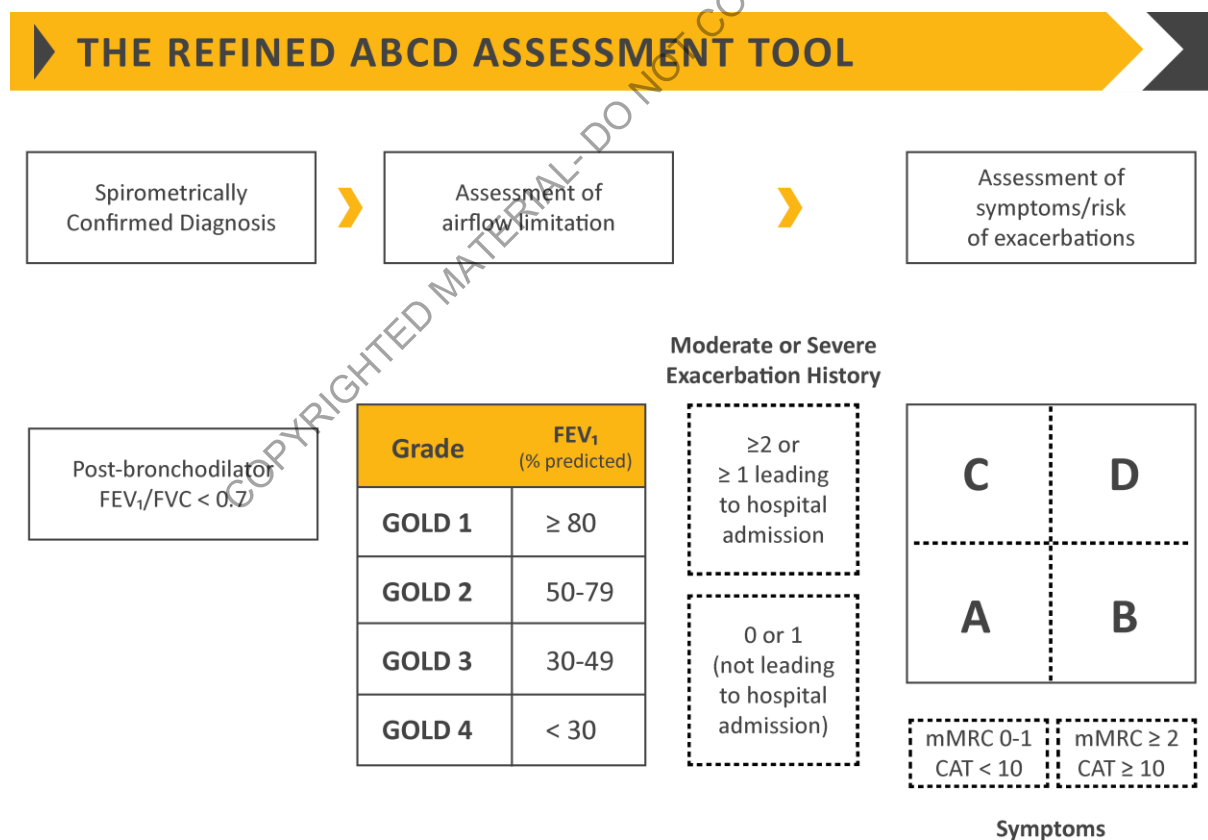 THE REFINED ABCD ASSESSMENT TOOL
Spirometrically
Confirmed Diagnosis
Assessment of
airflow limitation
Assessment of
symptoms/risk
of exacerbations
COPYRIGHTED MATERIAL- DO NOT
Post-bronchodilator
FEV₁/FVC < 0.7
Grade
FEV₁
(% predicted)
GOLD 1
≥ 80
GOLD 2
50-79
GOLD 3
30-49
GOLD 4
< 30
Moderate or Severe
Exacerbation History
≥2 or
≥ 1 leading
to hospital
admission
0 or 1
(not leading
to hospital
admission)
C
D
A
B
mMRC 0-1
CAT < 10
mMRC ≥ 2
CAT ≥ 10
Symptoms